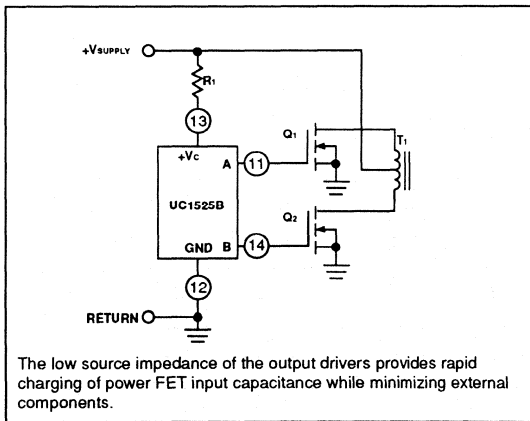 +VSUPPLY
R1
13
+VC
A
11
Q1
T1
UC1525B
Q2
GND
B
14
12
RETURN
The low source impedance of the output drivers provides rapid
charging of power FET input capacitance while minimizing external
components.